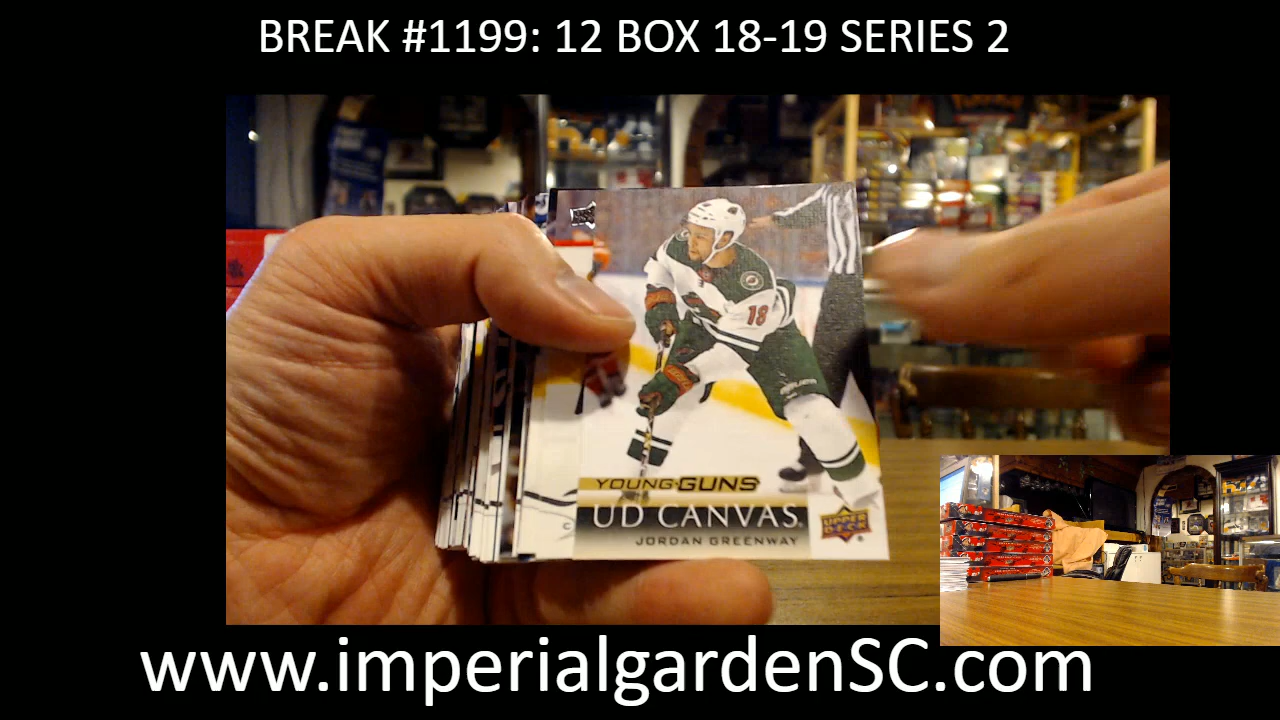 BREAK #1199: 12 BOX 18-19 SERIES 2
18
YOUNG GUNS
UD CANVAS
JORDAN GREENWAY
UPPER DECK
www.imperialgardenSC.com